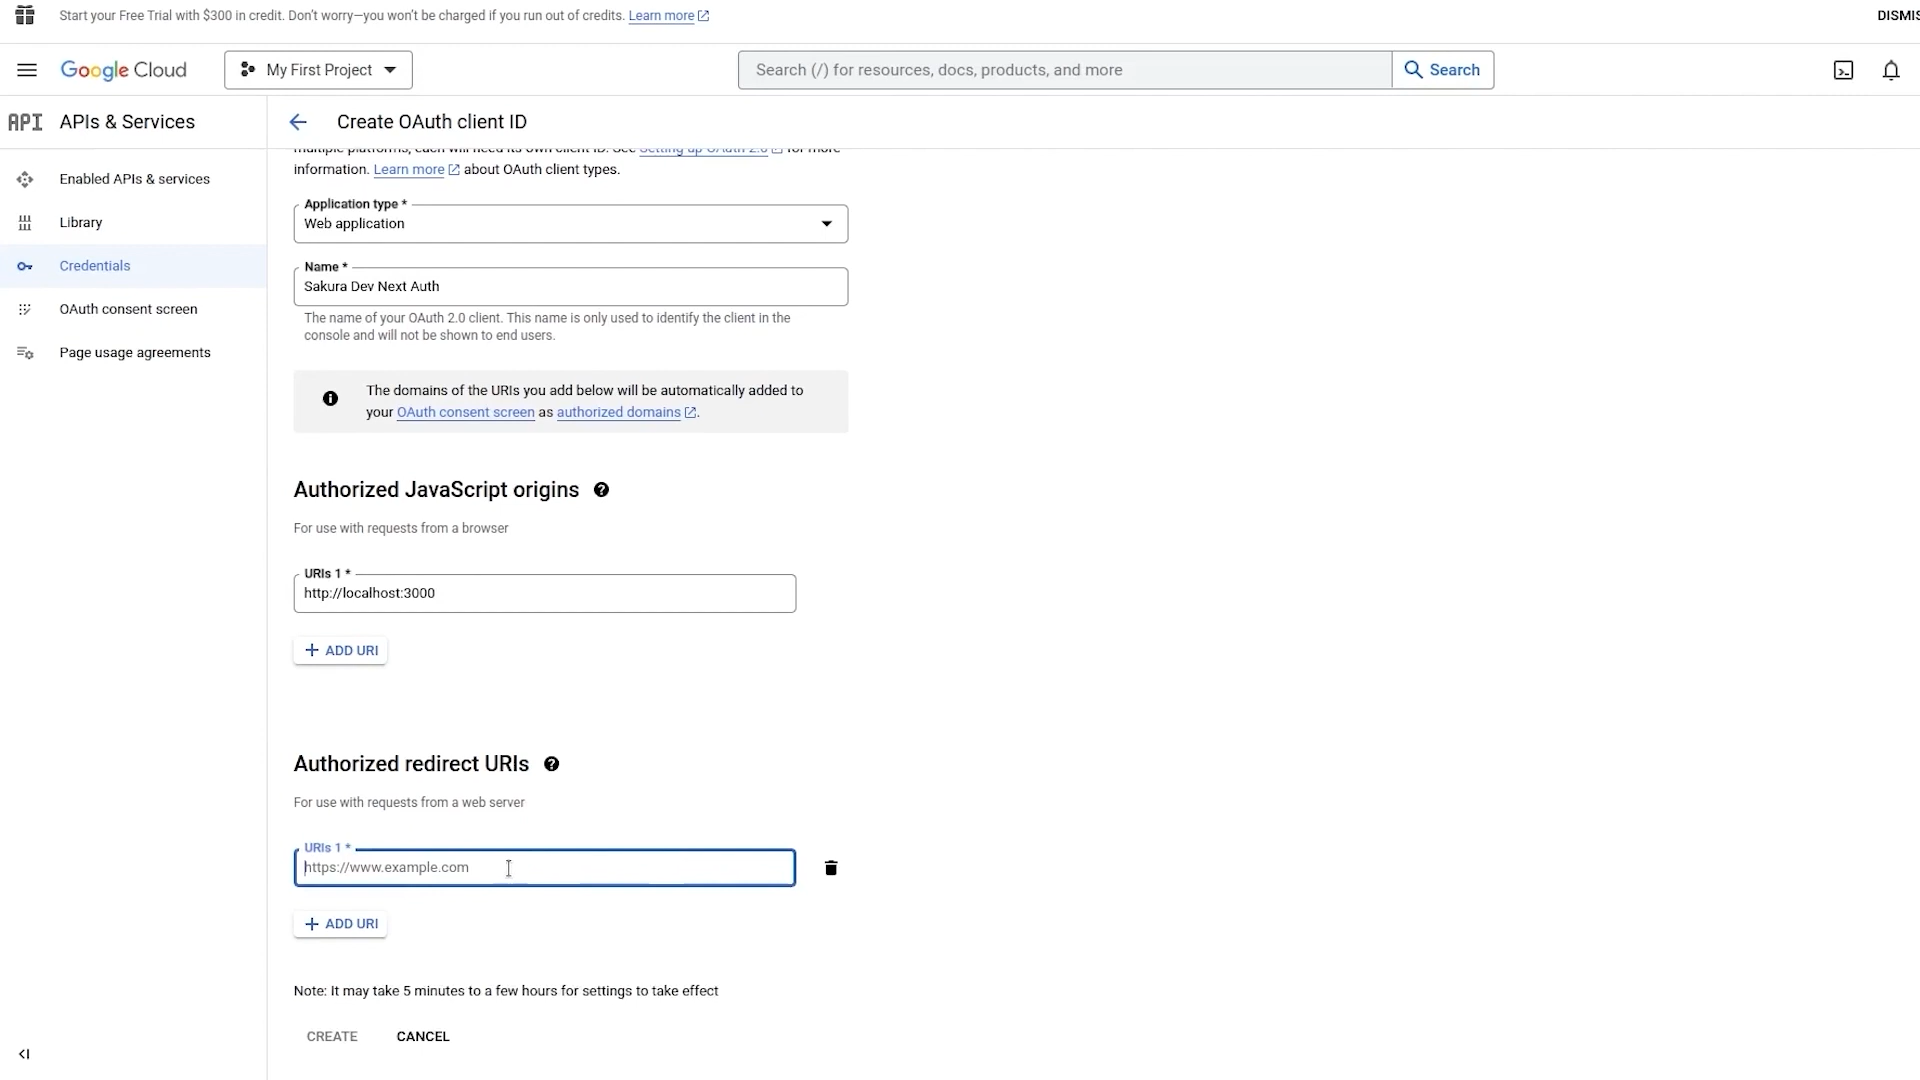 Start your Free Trial with $300 in credit. Don't worry—you won't be charged if you run out of credits. Learn more
DISMIS
Google Cloud
My First Project
Search (/) for resources, docs, products, and more
Search
API APIs & Services
Create OAuth client ID
multiple platforms, each will need its own client ID. See Setting up OAuth 2.0 for more
information. Learn more about OAuth client types.
Enabled APIs & services
Library
Credentials
OAuth consent screen
Page usage agreements
Application type *
Web application
Name *
Sakura Dev Next Auth
The name of your OAuth 2.0 client. This name is only used to identify the client in the
console and will not be shown to end users.
The domains of the URIs you add below will be automatically added to
your OAuth consent screen as authorized domains.
Authorized JavaScript origins
For use with requests from a browser
URIs 1 *
http://localhost:3000
+ ADD URI
Authorized redirect URIs
For use with requests from a web server
URIs 1 *
https://www.example.com
+ ADD URI
Note: It may take 5 minutes to a few hours for settings to take effect
CREATE
CANCEL